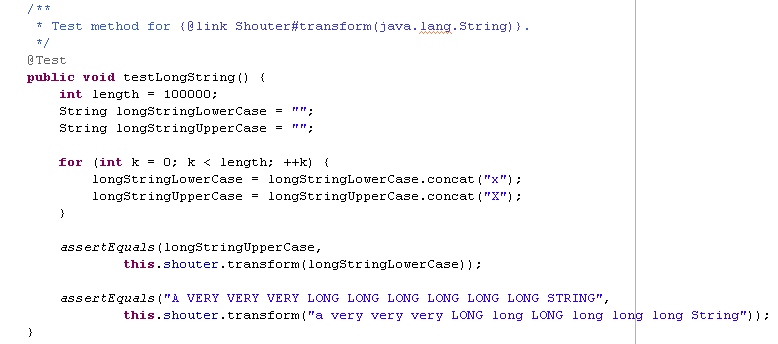 /**
 * Test method for {@link Shouter#transform(java.lang.String)}.
 */
@Test
public void testLongString() {
    int length = 100000;
    String longStringLowerCase = "";
    String longStringUpperCase = "";

    for (int k = 0; k < length; ++k) {
        longStringLowerCase = longStringLowerCase.concat("x");
        longStringUpperCase = longStringUpperCase.concat("X");
    }

    assertEquals(longStringUpperCase,
            this.shouter.transform(longStringLowerCase));

    assertEquals("A VERY VERY VERY LONG LONG LONG LONG LONG LONG STRING",
            this.shouter.transform("a very very very LONG long LONG long long long String"));
}